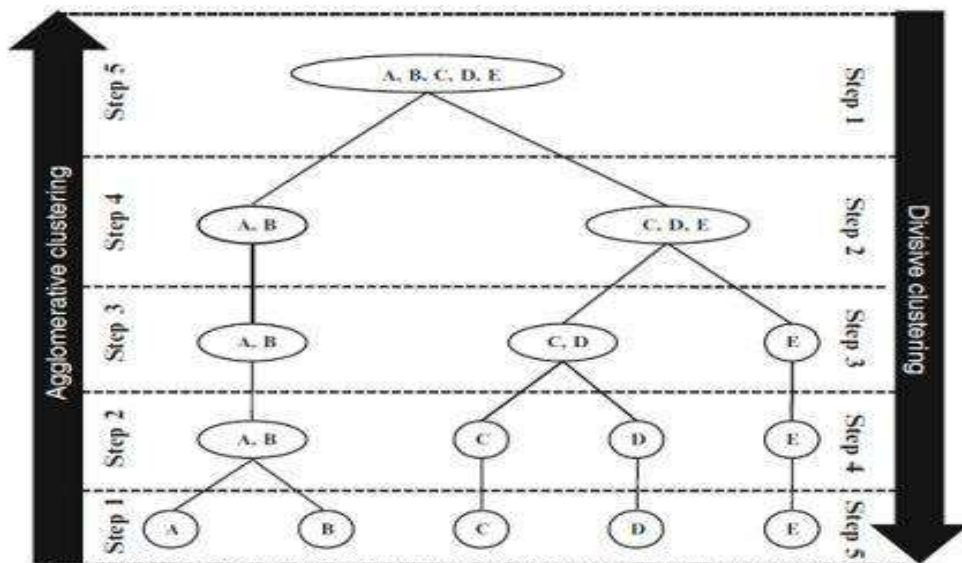 Agglomerative clustering
Divisive clustering
Step 5
A, B, C, D, E
Step 1
Step 4
A, B
C, D, E
Step 2
Step 3
A, B
C, D
E
Step 3
Step 2
A, B
C
D
E
Step 4
Step 1
A
B
C
D
E
Step 5